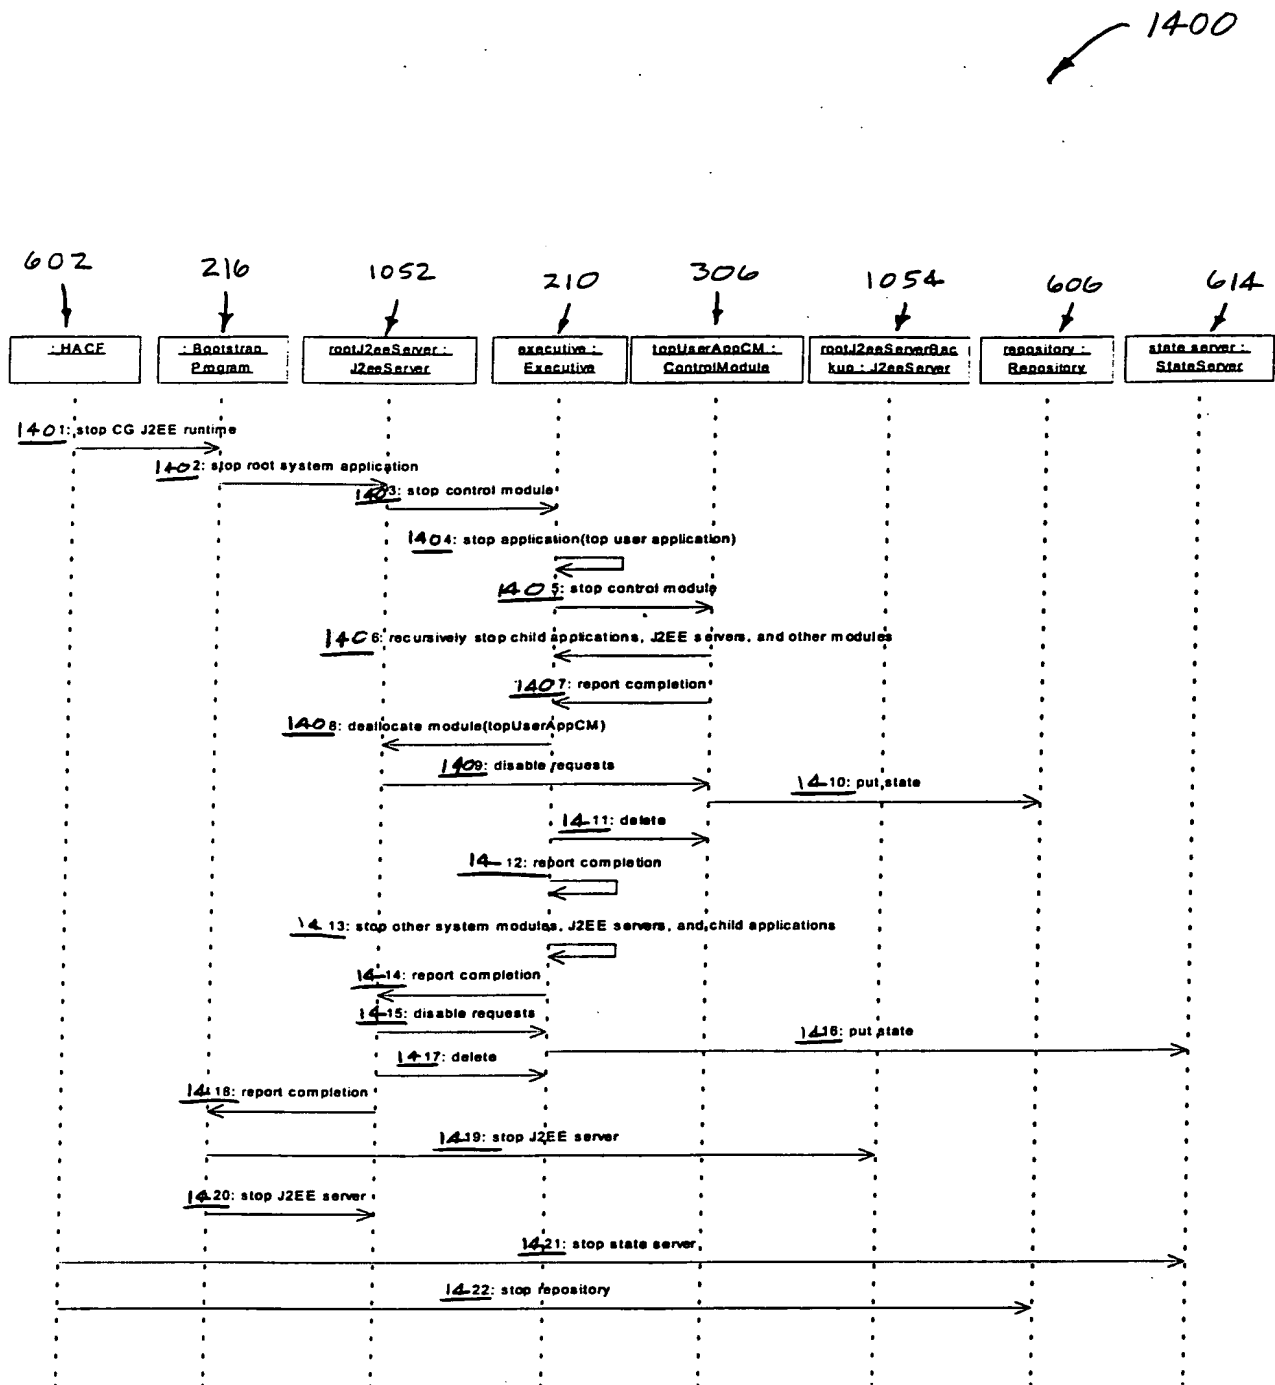 1400
602
216
1052
210
306
1054
606
614
: HACF
: Bootstrap
Program
rootJ2eeServer :
J2eeServer
executive :
Executive
topUserAppCM :
ControlModule
rootJ2eeServerBac
kup : J2eeServer
repository :
Repository
state server :
StateServer
1401: stop CG J2EE runtime
1402: stop root system application
1403: stop control module
1404: stop application(top user application)
1405: stop control module
1406: recursively stop child applications, J2EE servers, and other modules
1407: report completion
1408: deallocate module(topUserAppCM)
1409: disable requests
1410: put state
1411: delete
1412: report completion
1413: stop other system modules, J2EE servers, and child applications
1414: report completion
1415: disable requests
1416: put state
1417: delete
1418: report completion
1419: stop J2EE server
1420: stop J2EE server
1421: stop state server
1422: stop repository